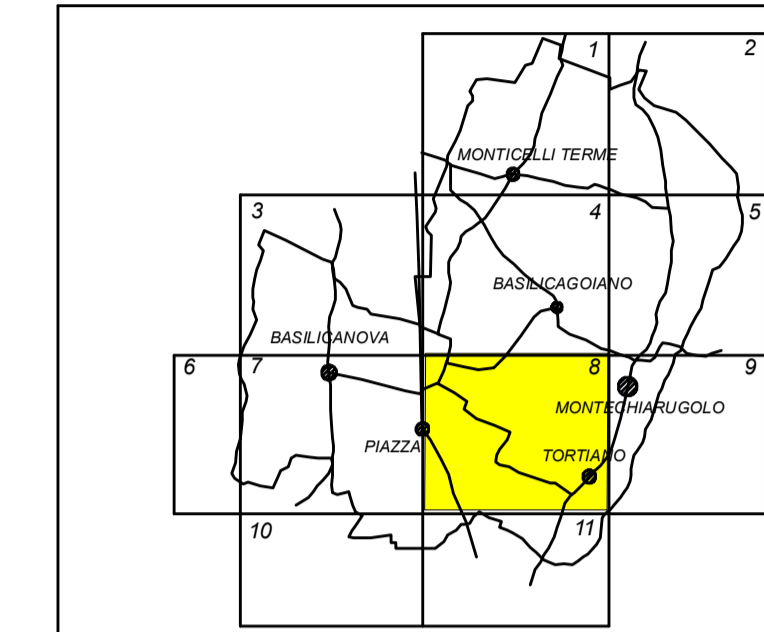 1
2
MONTICELLI TERME
3
4
5
BASILICAGOIANO
BASILICANOVA
6
7
8
9
MONTECHIARUGOLO
PIAZZA
TORTIANO
10
11